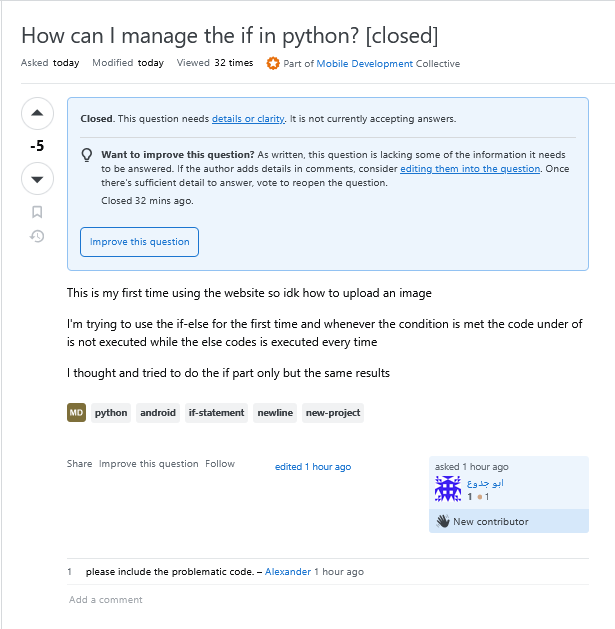 How can I manage the if in python? [closed]
Asked today Modified today Viewed 32 times Part of Mobile Development Collective
Closed. This question needs details or clarity. It is not currently accepting answers.
-5
Want to improve this question? As written, this question is lacking some of the information it needs
to be answered. If the author adds details in comments, consider editing them into the question. Once
there's sufficient detail to answer, vote to reopen the question.
Closed 32 mins ago.
Improve this question
This is my first time using the website so idk how to upload an image
I'm trying to use the if-else for the first time and whenever the condition is met the code under of
is not executed while the else codes is executed every time
I thought and tried to do the if part only but the same results
MD python android if-statement newline new-project
Share Improve this question Follow
edited 1 hour ago
asked 1 hour ago
ابو جدوع
1 1
New contributor
1 please include the problematic code. – Alexander 1 hour ago
Add a comment